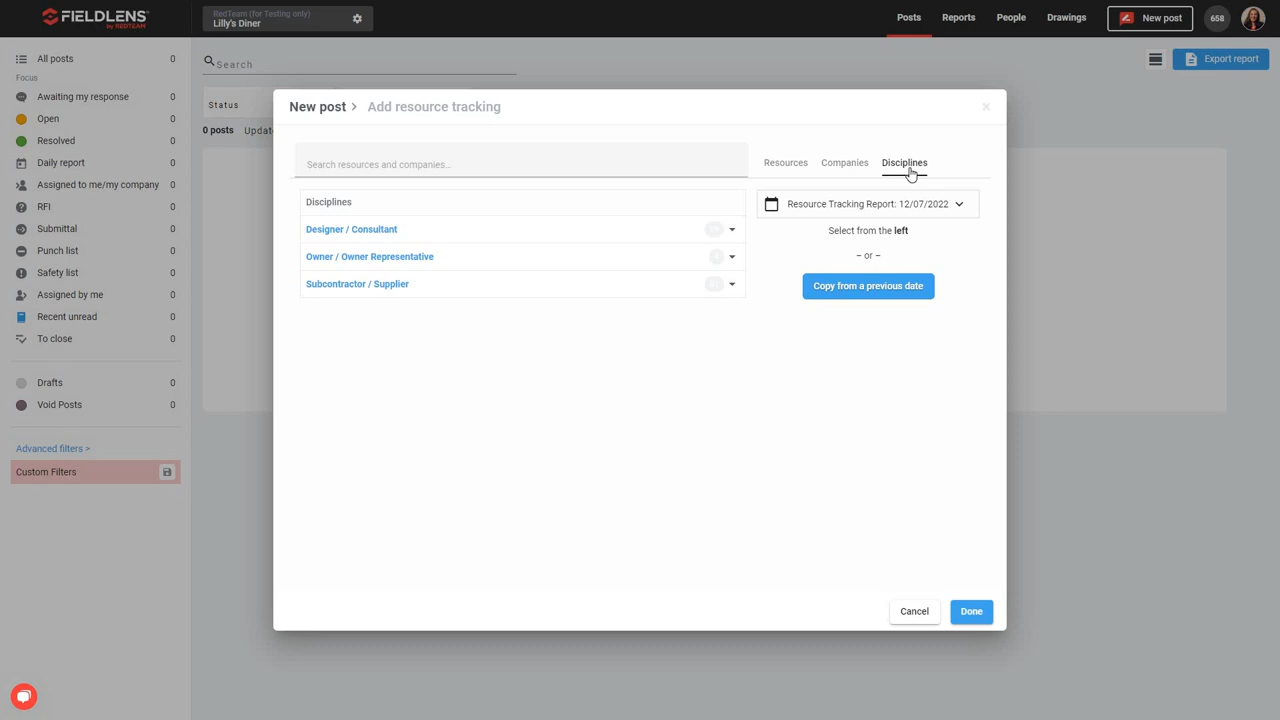 FIELDLENS
by REDTEAM
RedTeam (for Testing only)
Lilly's Diner
Posts
Reports
People
Drawings
New post
658
All posts 0
Focus
Awaiting my response 0
Open 0
Resolved 0
Daily report 0
Assigned to me/my company 0
RFI 0
Submittal 0
Punch list 0
Safety list 0
Assigned by me 0
Recent unread 0
To close 0
Drafts 0
Void Posts 0
Advanced filters >
Custom Filters
Search
Export report
Status
0 posts
New post > Add resource tracking
×
Search resources and companies...
Resources
Companies
Disciplines
Disciplines
Designer / Consultant
Owner / Owner Representative
Subcontractor / Supplier
Resource Tracking Report: 12/07/2022
Select from the left
– or –
Copy from a previous date
Cancel
Done